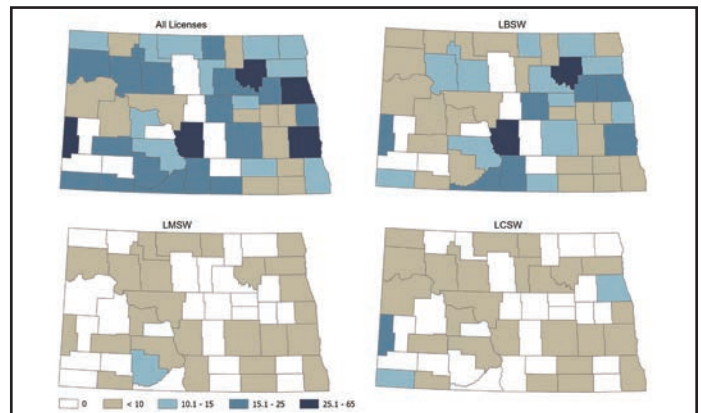 All Licenses
LBSW
LMSW
LCSW
0 < 10 10.1 - 15 15.1 - 25 25.1 - 65